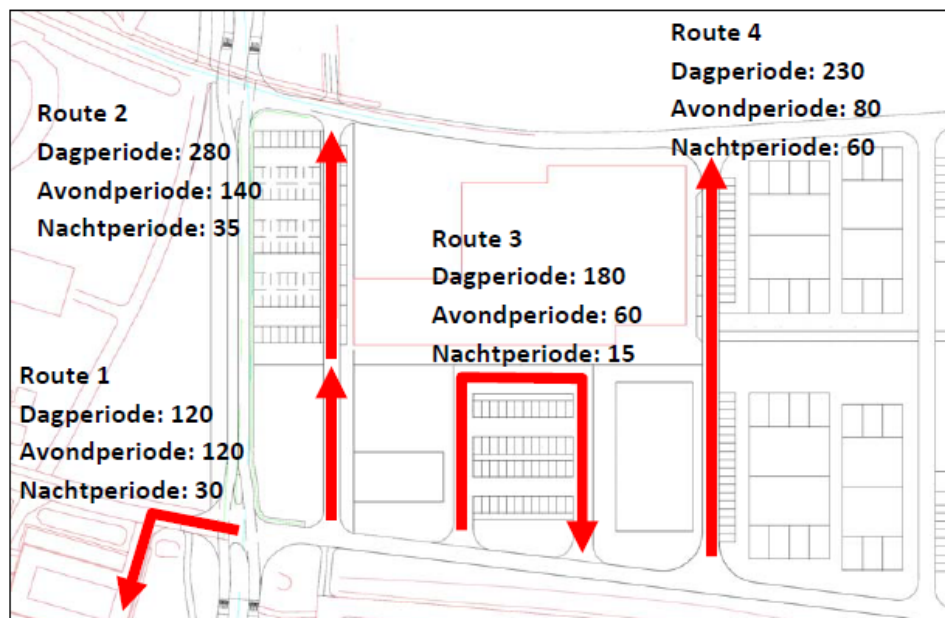 Route 4
Dagperiode: 230
Avondperiode: 80
Nachtperiode: 60
Route 2
Dagperiode: 280
Avondperiode: 140
Nachtperiode: 35
Route 3
Dagperiode: 180
Avondperiode: 60
Nachtperiode: 15
Route 1
Dagperiode: 120
Avondperiode: 120
Nachtperiode: 30